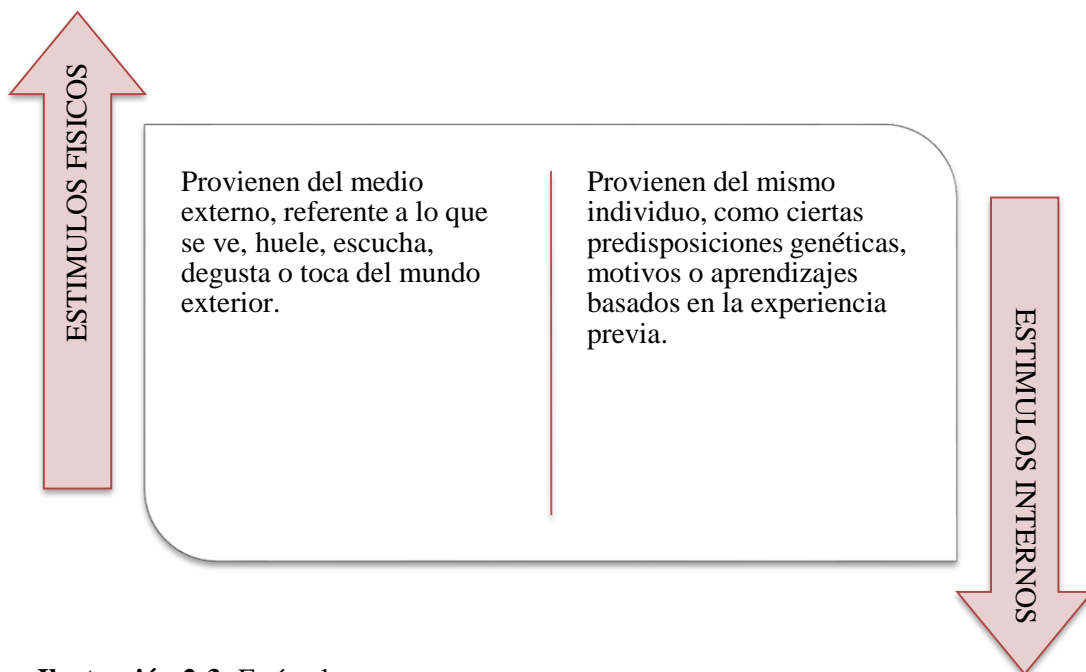 ESTIMULOS FISICOS
Provienen del medio
externo, referente a lo que
se ve, huele, escucha,
degusta o toca del mundo
exterior.
Provienen del mismo
individuo, como ciertas
predisposiciones genéticas,
motivos o aprendizajes
basados en la experiencia
previa.
ESTIMULOS INTERNOS